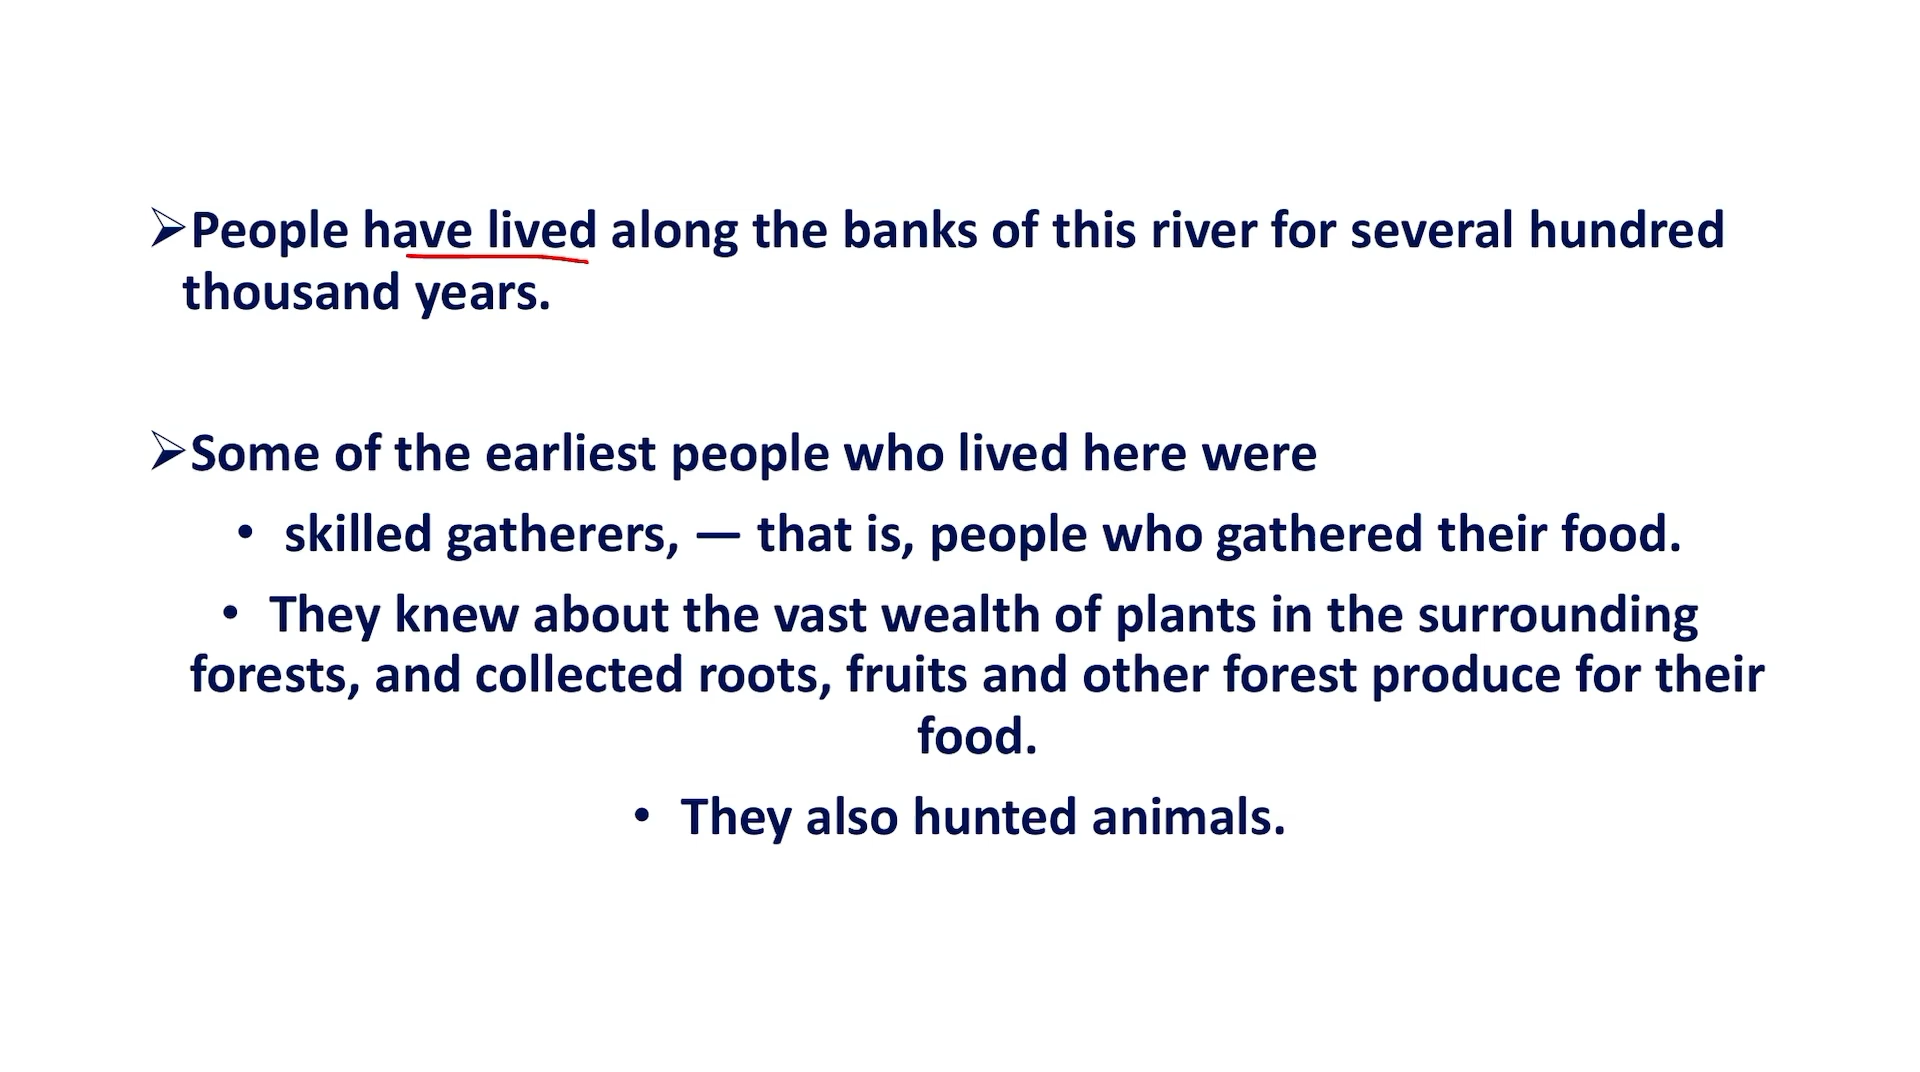 ➢People have lived along the banks of this river for several hundred
thousand years.
➢Some of the earliest people who lived here were
• skilled gatherers, — that is, people who gathered their food.
• They knew about the vast wealth of plants in the surrounding
forests, and collected roots, fruits and other forest produce for their
food.
• They also hunted animals.